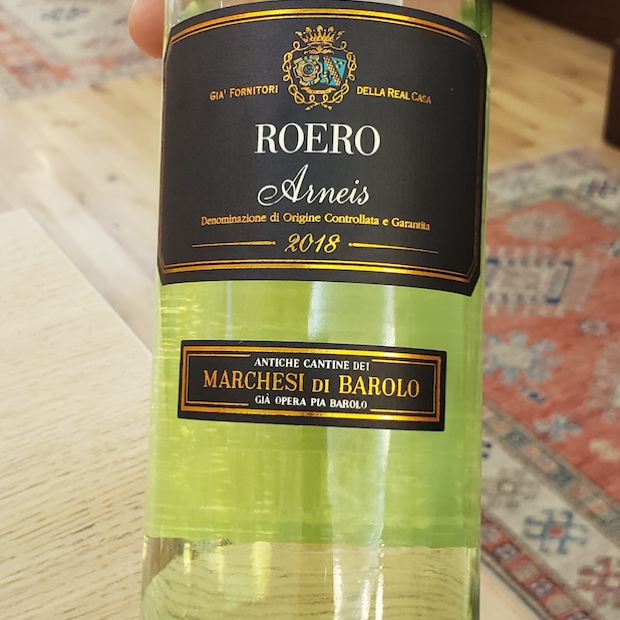 GIA' FORNITORI DELLA REAL CASA
ROERO
Arneis
Denominazione di Origine Controllata e Garantita
2018
ANTICHE CANTINE DEI
MARCHESI DI BAROLO
GIÀ OPERA PIA BAROLO